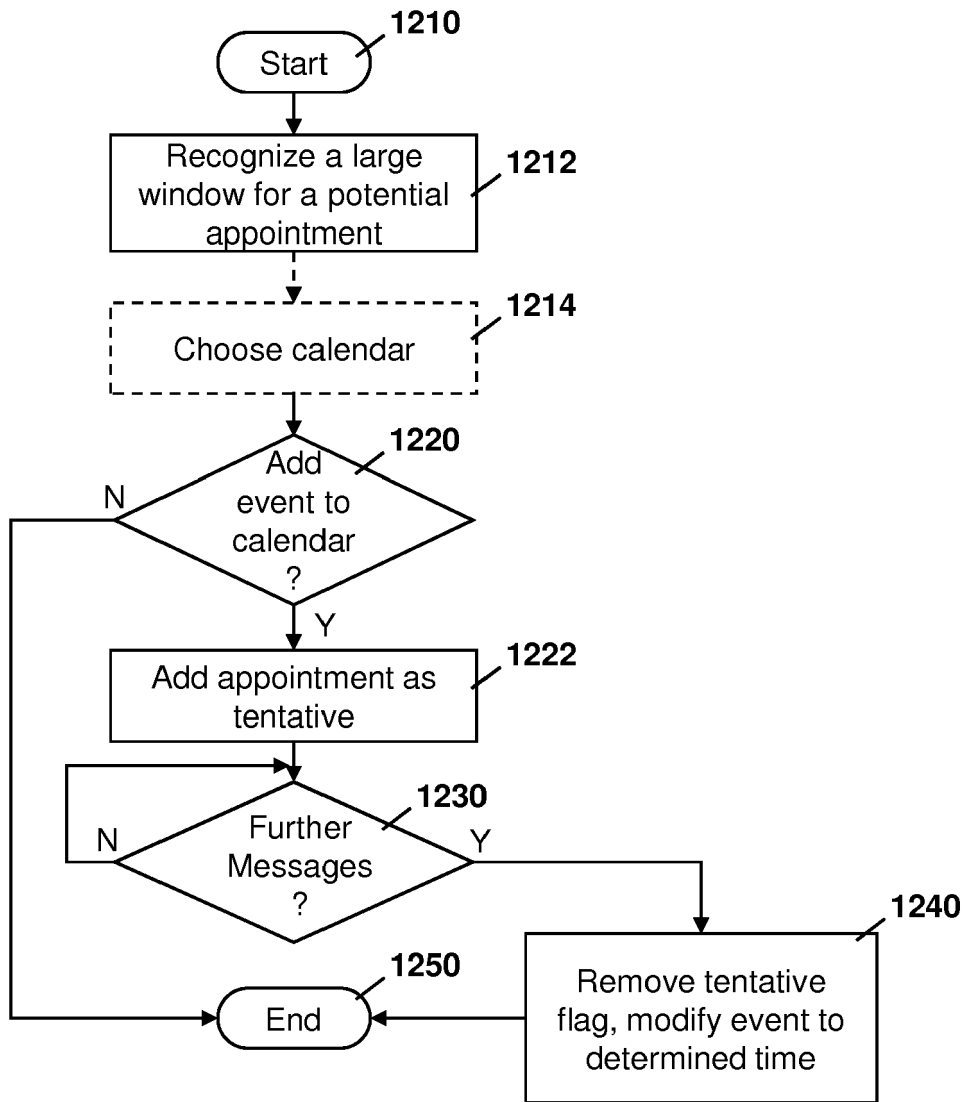 1210
Start
Recognize a large
window for a potential
appointment
1212
1214
Choose calendar
1220
Add
event to
calendar
?
N
Y
1222
Add appointment as
tentative
1230
Further
Messages
?
N
Y
1240
Remove tentative
flag, modify event to
determined time
1250
End